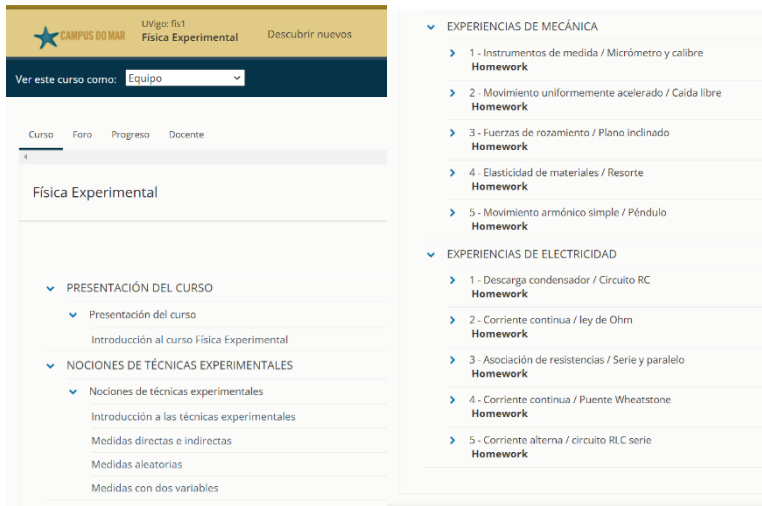 CAMPUS DO MAR
UVigo: fis1
Física Experimental
Descubrir nuevos
Ver este curso como: Equipo
Curso Foro Progreso Docente
Física Experimental
PRESENTACIÓN DEL CURSO
Presentación del curso
Introducción al curso Física Experimental
NOCIONES DE TÉCNICAS EXPERIMENTALES
Nociones de técnicas experimentales
Introducción a las técnicas experimentales
Medidas directas e indirectas
Medidas aleatorias
Medidas con dos variables
EXPERIENCIAS DE MECÁNICA
1 - Instrumentos de medida / Micrómetro y calibre
Homework
2 - Movimiento uniformemente acelerado / Caida libre
Homework
3 - Fuerzas de rozamiento / Plano inclinado
Homework
4 - Elasticidad de materiales / Resorte
Homework
5 - Movimiento armónico simple / Péndulo
Homework
EXPERIENCIAS DE ELECTRICIDAD
1 - Descarga condensador / Circuito RC
Homework
2 - Corriente continua / ley de Ohm
Homework
3 - Asociación de resistencias / Serie y paralelo
Homework
4 - Corriente continua / Puente Wheatstone
Homework
5 - Corriente alterna / circuito RLC serie
Homework